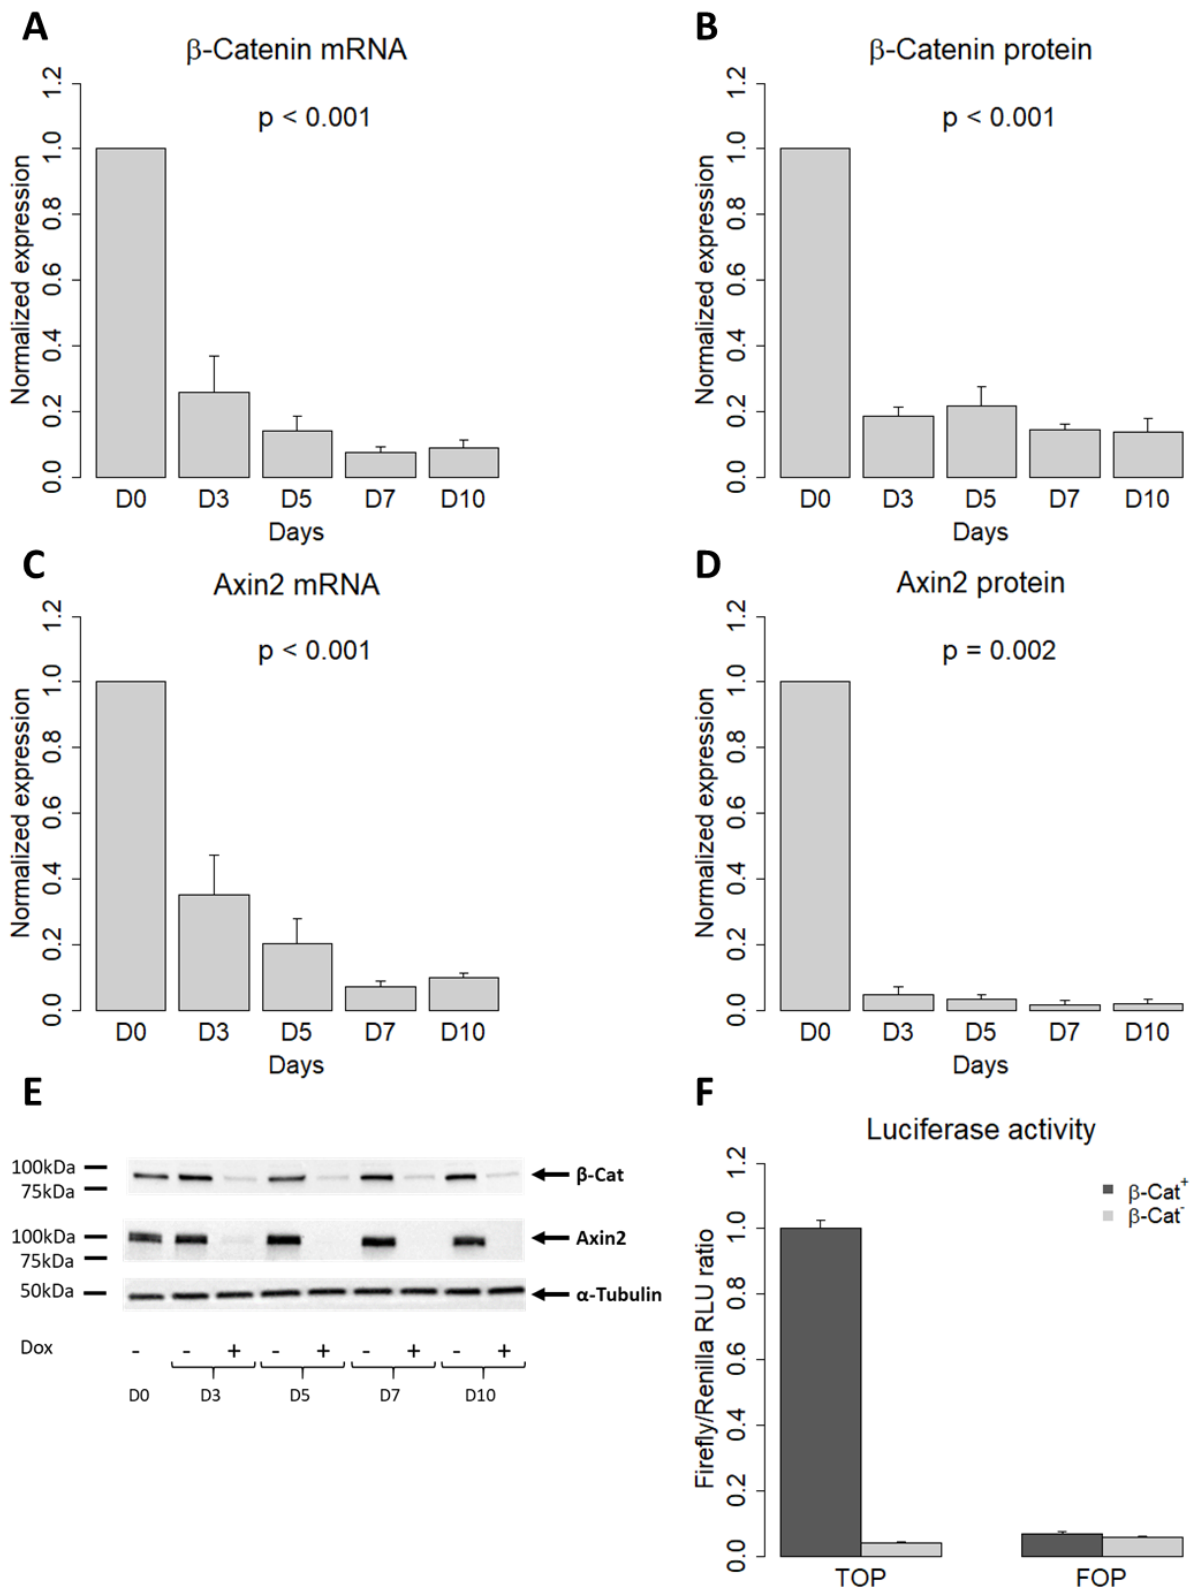 A
β-Catenin mRNA
p < 0.001
Normalized expression
0.0 0.2 0.4 0.6 0.8 1.0 1.2
D0 D3 D5 D7 D10
Days
B
β-Catenin protein
p < 0.001
Normalized expression
0.0 0.2 0.4 0.6 0.8 1.0 1.2
D0 D3 D5 D7 D10
Days
C
Axin2 mRNA
p < 0.001
Normalized expression
0.0 0.2 0.4 0.6 0.8 1.0 1.2
D0 D3 D5 D7 D10
Days
D
Axin2 protein
p = 0.002
Normalized expression
0.0 0.2 0.4 0.6 0.8 1.0 1.2
D0 D3 D5 D7 D10
Days
E
100kDa
75kDa
β-Cat
100kDa
75kDa
Axin2
50kDa
α-Tubulin
Dox - - + - + - + - +
D0 D3 D5 D7 D10
F
Luciferase activity
β-Cat⁺
β-Cat⁻
Firefly/Renilla RLU ratio
0.0 0.2 0.4 0.6 0.8 1.0 1.2
TOP FOP